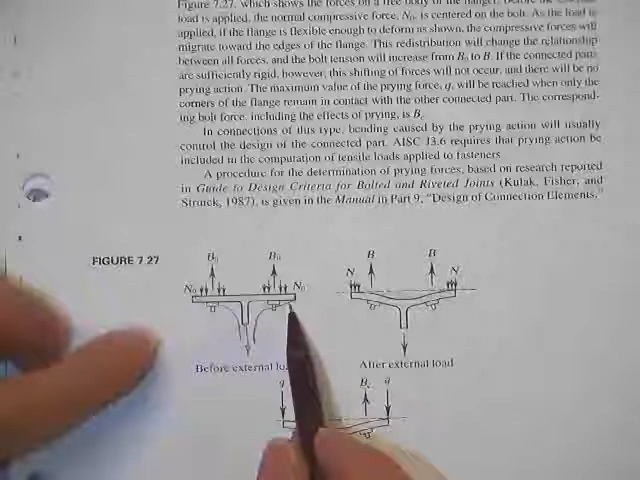 Figure 7.27, which shows the forces on a free body of the hanger. Before the external
load is applied, the normal compressive force, N₀, is centered on the bolt. As the load is
applied, if the flange is flexible enough to deform as shown, the compressive forces will
migrate toward the edges of the flange. This redistribution will change the relationship
between all forces, and the bolt tension will increase from B₀ to B. If the connected parts
are sufficiently rigid, however, this shifting of forces will not occur, and there will be no
prying action. The maximum value of the prying force, q, will be reached when only the
corners of the flange remain in contact with the other connected part. The correspond-
ing bolt force, including the effects of prying, is Bc.
In connections of this type, bending caused by the prying action will usually
control the design of the connected part. AISC J3.6 requires that prying action be
included in the computation of tensile loads applied to fasteners.
A procedure for the determination of prying forces, based on research reported
in Guide to Design Criteria for Bolted and Riveted Joints (Kulak, Fisher, and
Struik, 1987), is given in the Manual in Part 9, "Design of Connection Elements."
FIGURE 7.27
B₀ B₀ B B
N₀ N₀ N N
Before external After external load
q Bc q